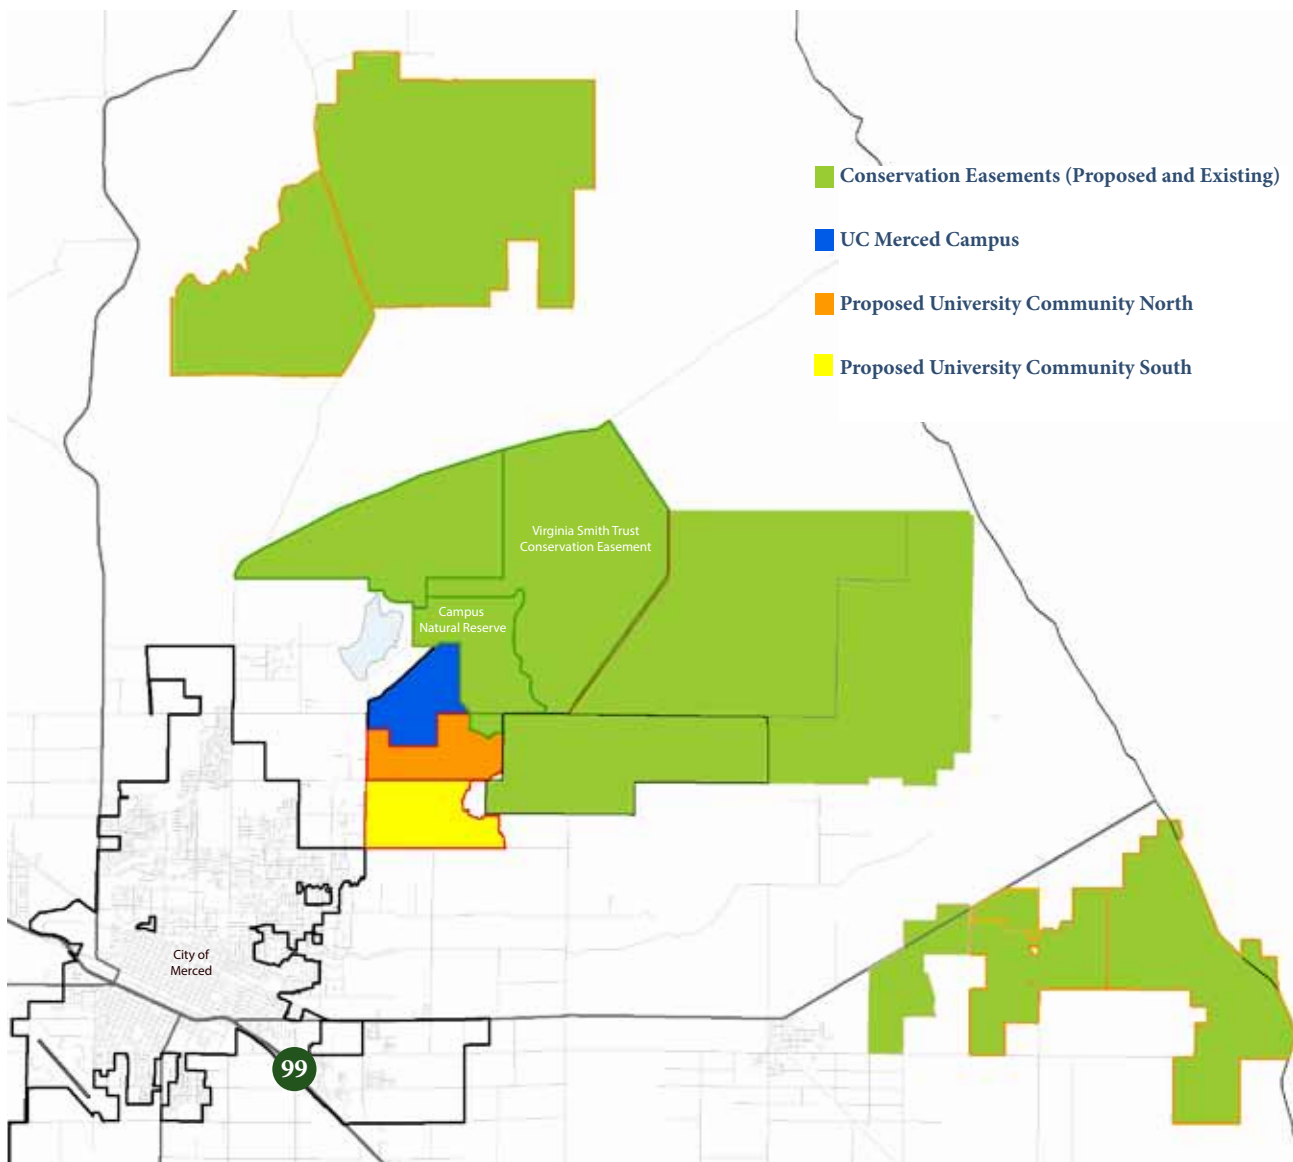 Conservation Easements (Proposed and Existing)
UC Merced Campus
Proposed University Community North
Proposed University Community South
Virginia Smith Trust
Conservation Easement
Campus
Natural Reserve
City of
Merced
99